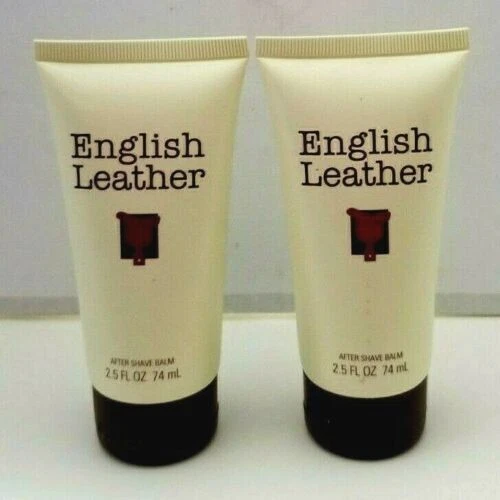 English
Leather
AFTER SHAVE BALM
2.5 FL OZ 74 mL
English
Leather
AFTER SHAVE BALM
2.5 FL OZ 74 mL